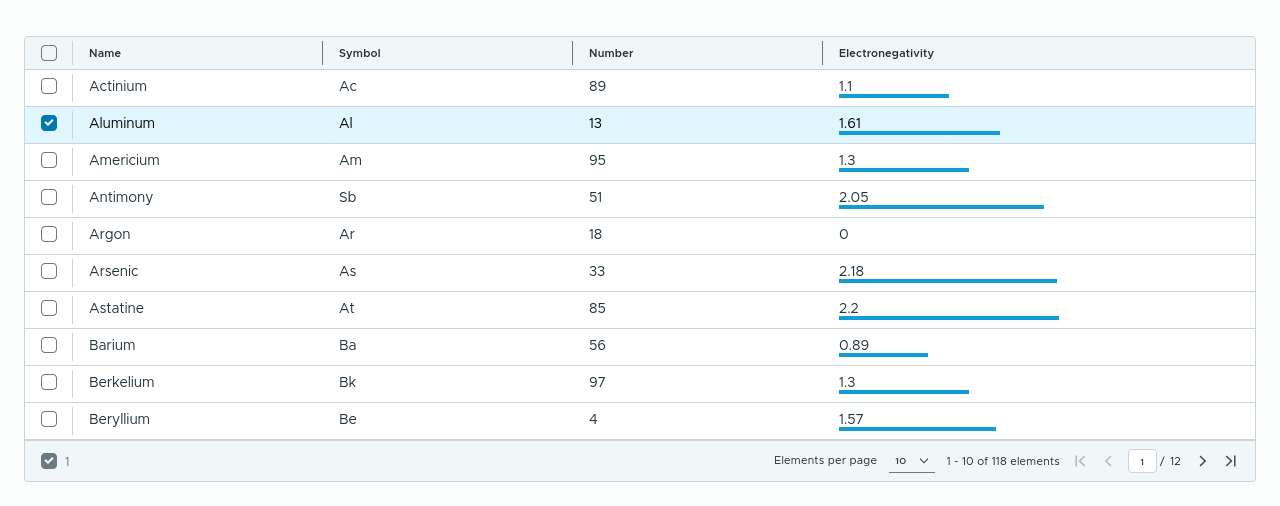 Name Symbol Number Electronegativity
Actinium Ac 89 1.1
Aluminum Al 13 1.61
Americium Am 95 1.3
Antimony Sb 51 2.05
Argon Ar 18 0
Arsenic As 33 2.18
Astatine At 85 2.2
Barium Ba 56 0.89
Berkelium Bk 97 1.3
Beryllium Be 4 1.57
1 Elements per page 10 1 - 10 of 118 elements 1 / 12